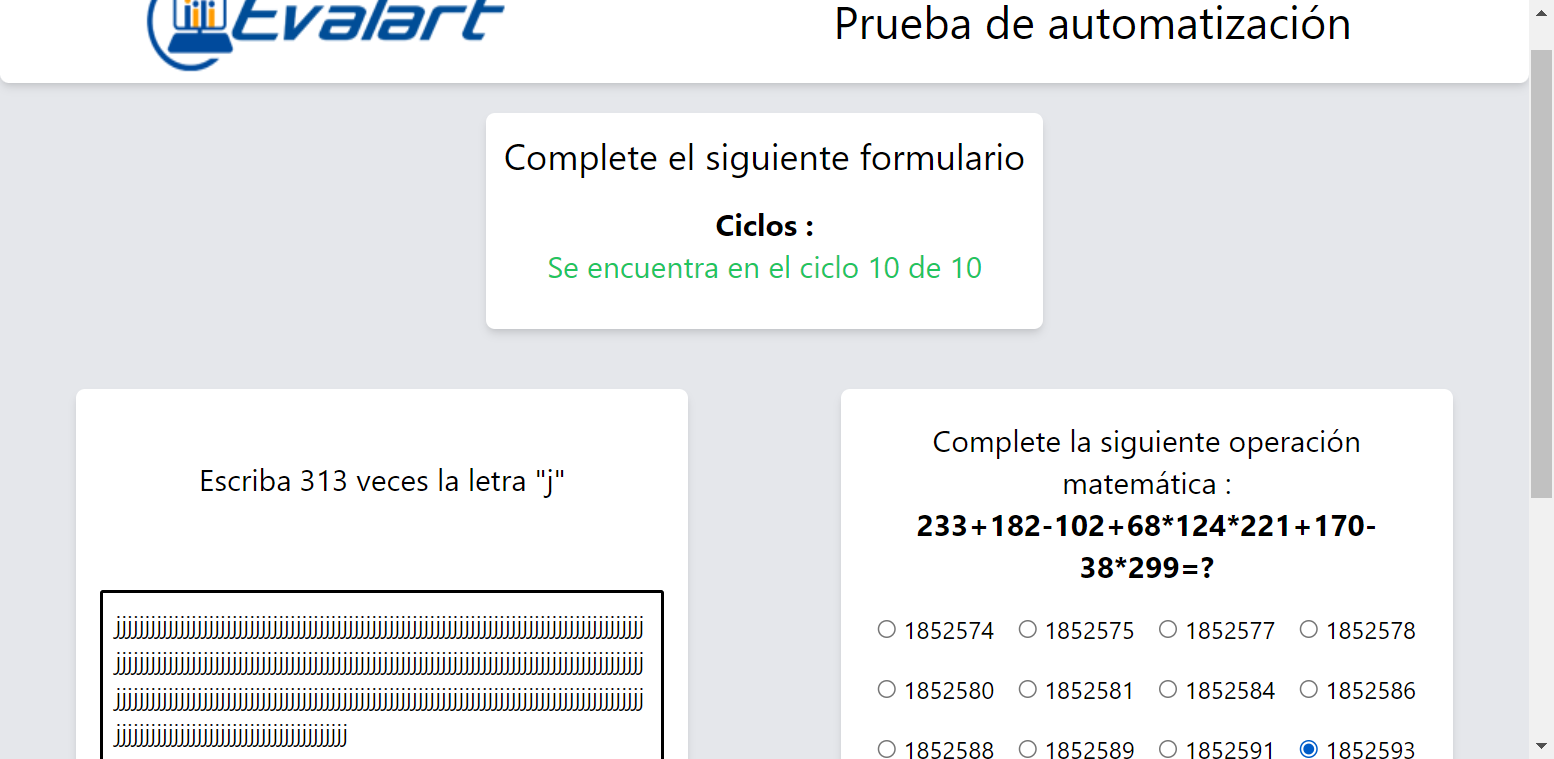 Evalart
Prueba de automatización
Complete el siguiente formulario
Ciclos :
Se encuentra en el ciclo 10 de 10
Escriba 313 veces la letra "j"
Complete la siguiente operación
matemática :
233+182-102+68*124*221+170-
38*299=?
1852574 1852575 1852577 1852578
1852580 1852581 1852584 1852586
1852588 1852589 1852591 1852593